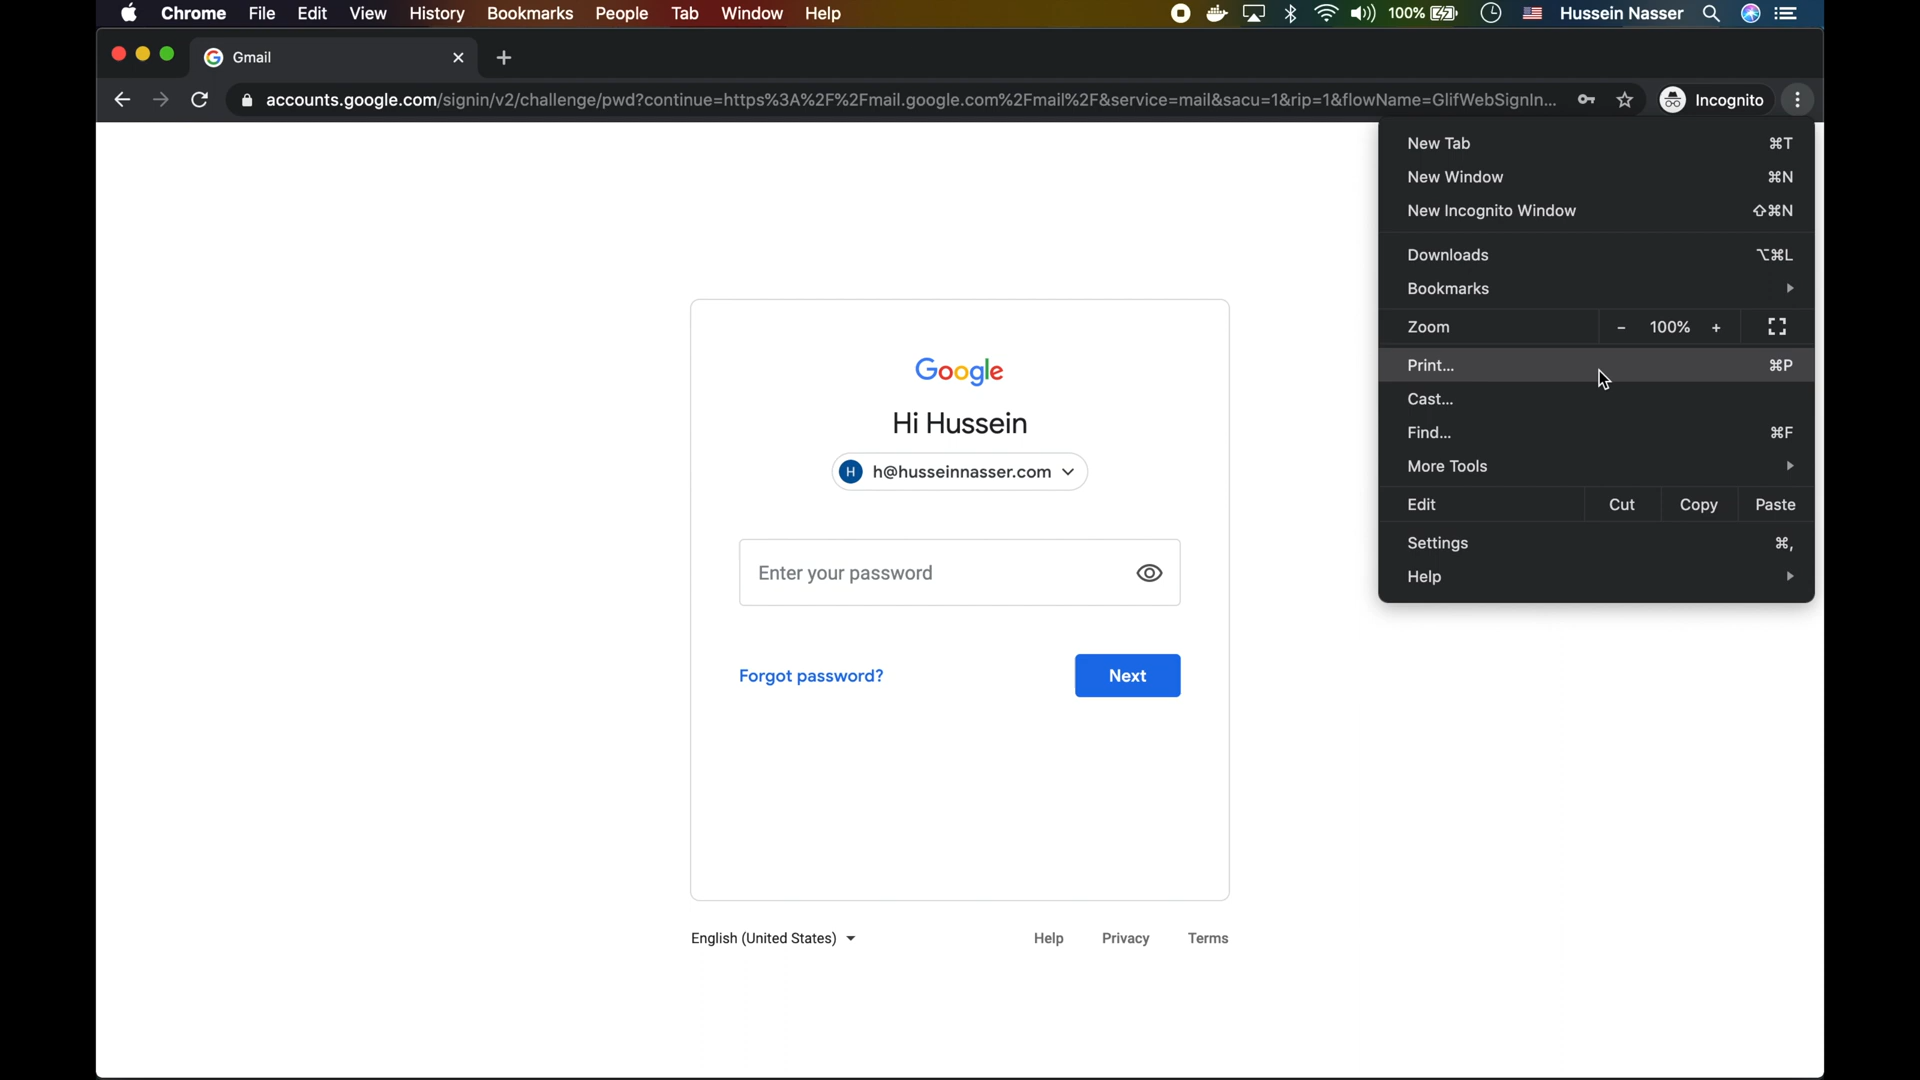 Chrome File Edit View History Bookmarks People Tab Window Help 100% Hussein Nasser
Gmail
accounts.google.com/signin/v2/challenge/pwd?continue=https%3A%2F%2Fmail.google.com%2Fmail%2F&service=mail&sacu=1&rip=1&flowName=GlifWebSignIn... Incognito
New Tab ⌘T
New Window ⌘N
New Incognito Window ⇧⌘N
Downloads ⌥⌘L
Bookmarks
Zoom - 100% +
Print... ⌘P
Cast...
Find... ⌘F
More Tools
Edit Cut Copy Paste
Settings ⌘,
Help
Google
Hi Hussein
H h@husseinnasser.com
Enter your password
Forgot password? Next
English (United States) Help Privacy Terms